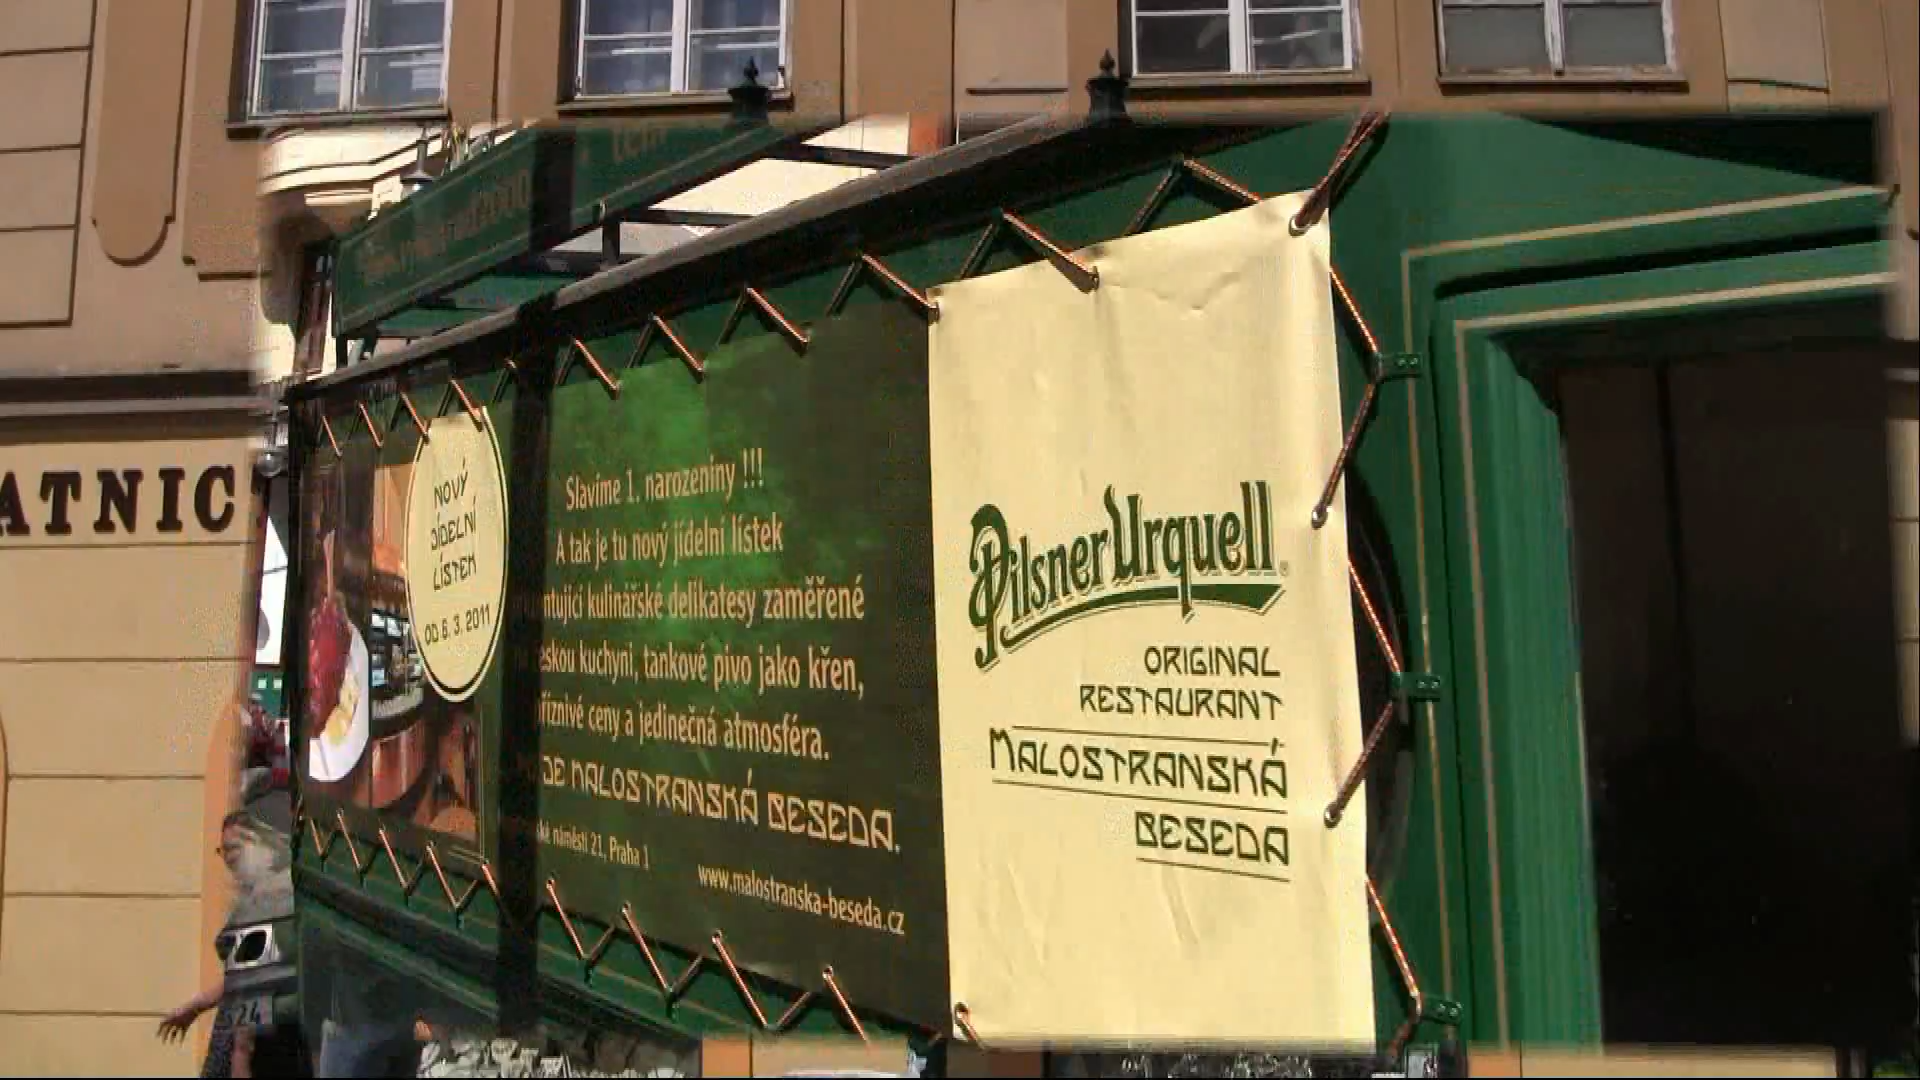 ATNIC
NOVÝ
JÍDELNÍ
LÍSTEK
OD 6. 3. 2011
Slavíme 1. narozeniny !!!
A tak je tu nový jídelní lístek
kulinářské delikatesy zaměřené
kuchyni, tankové pivo jako křen,
ceny a jedinečná atmosféra.
JE MALOSTRANSKÁ BESEDA.
náměstí 21, Praha 1
www.malostranska-beseda.cz
Pilsner Urquell
ORIGINAL
RESTAURANT
MALOSTRANSKÁ
BESEDA